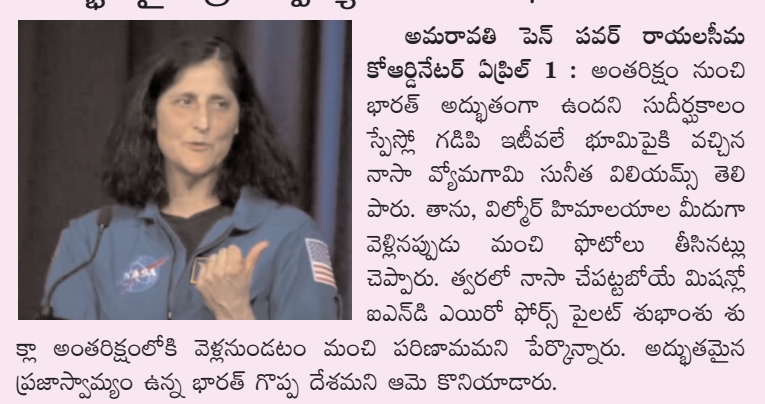 అమరావతి పెన్ పవర్ రాయలసీమ
కోఆర్డినేటర్ ఏప్రిల్ 1 : అంతరిక్షం నుంచి
భారత్ అద్భుతంగా ఉందని సుదీర్ఘకాలం
స్పేస్లో గడిపి ఇటీవలే భూమిపైకి వచ్చిన
నాసా వ్యోమగామి సునీత విలియమ్స్ తెలి
పారు. తాను, విల్మోర్ హిమాలయాల మీదుగా
వెళ్లినప్పుడు మంచి ఫొటోలు తీసినట్లు
చెప్పారు. త్వరలో నాసా చేపట్టబోయే మిషన్లో
ఐఎన్‌డి ఎయిరో ఫోర్స్ పైలట్ శుభాంశు శు
క్లా అంతరిక్షంలోకి వెళ్లనుండటం మంచి పరిణామమని పేర్కొన్నారు. అద్భుతమైన
ప్రజాస్వామ్యం ఉన్న భారత్ గొప్ప దేశమని ఆమె కొనియాడారు.
NASA